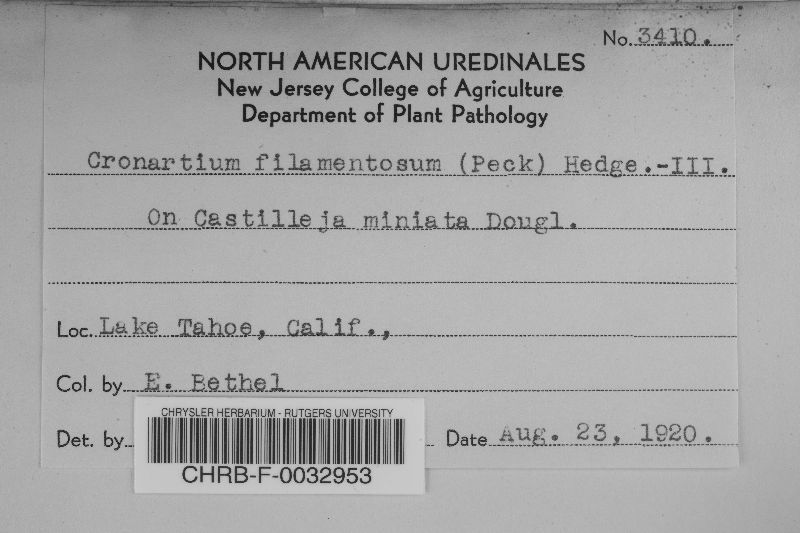 No. 3410.
NORTH AMERICAN UREDINALES
New Jersey College of Agriculture
Department of Plant Pathology
Cronartium filamentosum (Peck) Hedge.-III.
On Castilleja miniata Dougl.
Loc. Lake Tahoe, Calif.,
Col. by E. Bethel
Det. by
Date Aug. 23, 1920.
CHRYSLER HERBARIUM - RUTGERS UNIVERSITY
CHRB-F-0032953